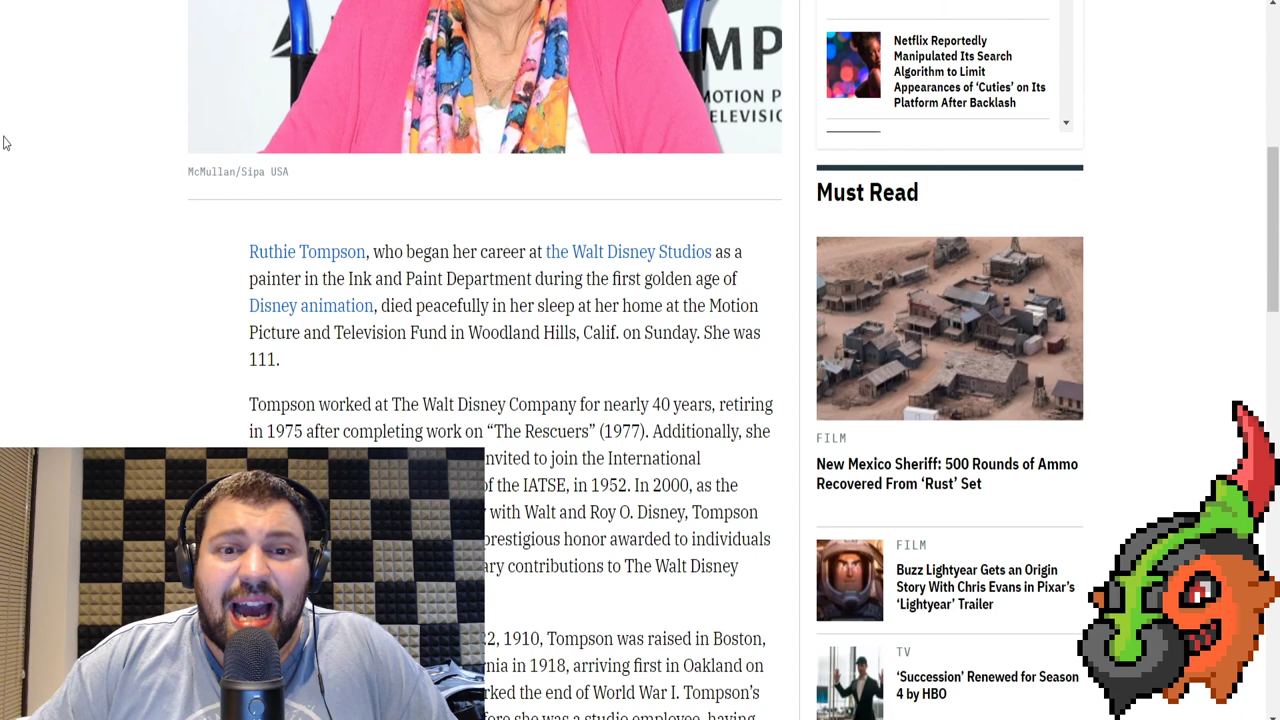 MP
MOTION P
ELEVISI
McMullan/Sipa USA
Ruthie Tompson, who began her career at the Walt Disney Studios as a
painter in the Ink and Paint Department during the first golden age of
Disney animation, died peacefully in her sleep at her home at the Motion
Picture and Television Fund in Woodland Hills, Calif. on Sunday. She was
111.
Tompson worked at The Walt Disney Company for nearly 40 years, retiring
in 1975 after completing work on “The Rescuers” (1977). Additionally, she
nvited to join the International
of the IATSE, in 1952. In 2000, as the
with Walt and Roy O. Disney, Tompson
prestigious honor awarded to individuals
ary contributions to The Walt Disney
22, 1910, Tompson was raised in Boston,
nia in 1918, arriving first in Oakland on
rked the end of World War I. Tompson’s
fore she was a studio employee, having
Netflix Reportedly
Manipulated Its Search
Algorithm to Limit
Appearances of ‘Cuties’ on Its
Platform After Backlash
Must Read
FILM
New Mexico Sheriff: 500 Rounds of Ammo
Recovered From ‘Rust’ Set
FILM
Buzz Lightyear Gets an Origin
Story With Chris Evans in Pixar’s
‘Lightyear’ Trailer
TV
‘Succession’ Renewed for Season
4 by HBO